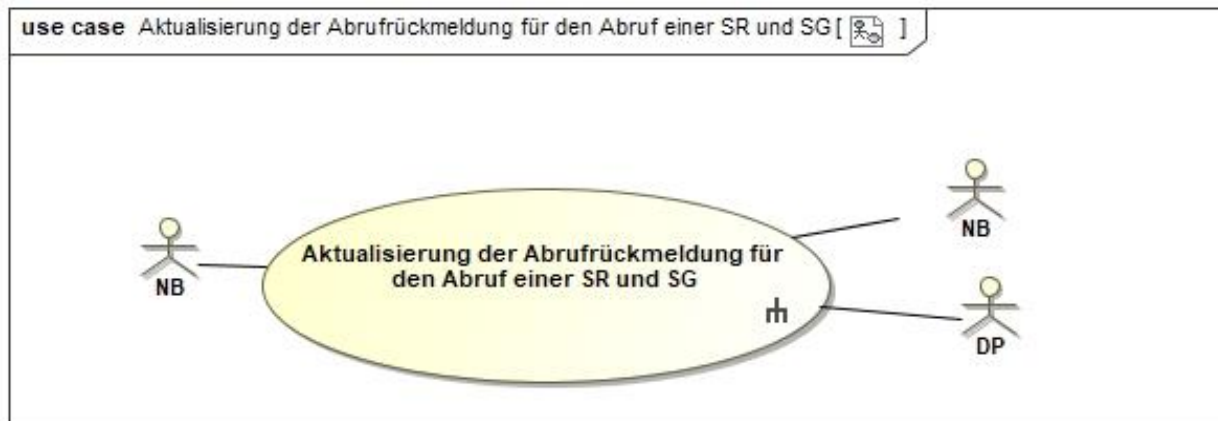 use case Aktualisierung der Abrufrückmeldung für den Abruf einer SR und SG [ ]
NB
Aktualisierung der Abrufrückmeldung für
den Abruf einer SR und SG
NB
DP